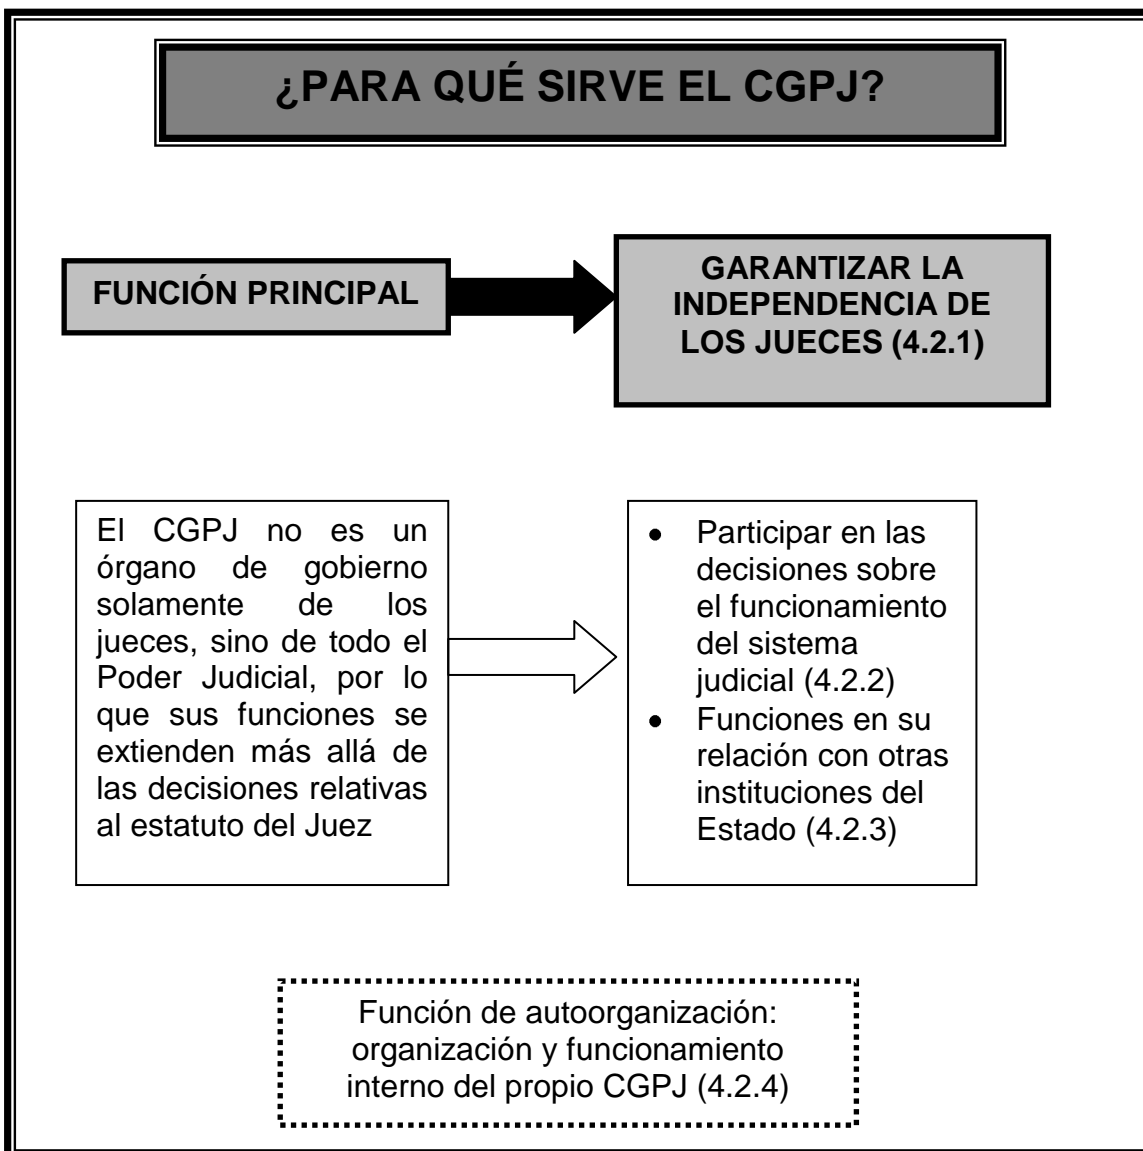 ¿PARA QUÉ SIRVE EL CGPJ?
FUNCIÓN PRINCIPAL
GARANTIZAR LA
INDEPENDENCIA DE
LOS JUECES (4.2.1)
El CGPJ no es un
órgano de gobierno
solamente de los
jueces, sino de todo el
Poder Judicial, por lo
que sus funciones se
extienden más allá de
las decisiones relativas
al estatuto del Juez
• Participar en las
decisiones sobre
el funcionamiento
del sistema
judicial (4.2.2)
• Funciones en su
relación con otras
instituciones del
Estado (4.2.3)
Función de autoorganización:
organización y funcionamiento
interno del propio CGPJ (4.2.4)